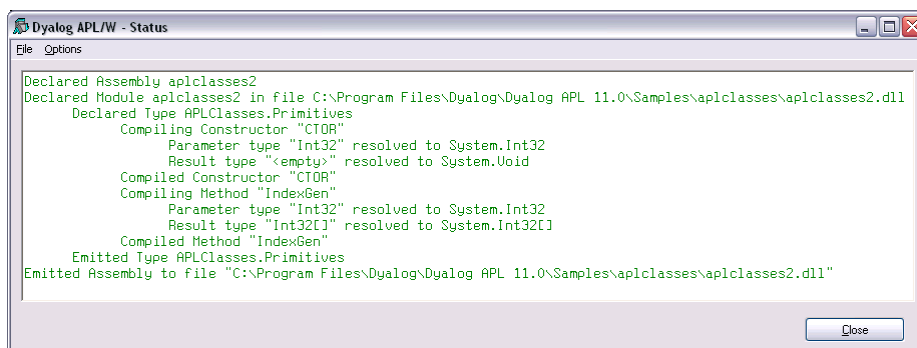 Dyalog APL/W - Status
File Options
Declared Assembly aplclasses2
Declared Module aplclasses2 in file C:\Program Files\Dyalog\Dyalog APL 11.0\Samples\aplclasses\aplclasses2.dll
Declared Type APLClasses.Primitives
Compiling Constructor "CTOR"
Parameter type "Int32" resolved to System.Int32
Result type "<empty>" resolved to System.Void
Compiled Constructor "CTOR"
Compiling Method "IndexGen"
Parameter type "Int32" resolved to System.Int32
Result type "Int32[]" resolved to System.Int32[]
Compiled Method "IndexGen"
Emitted Type APLClasses.Primitives
Emitted Assembly to file "C:\Program Files\Dyalog\Dyalog APL 11.0\Samples\aplclasses\aplclasses2.dll"
Close